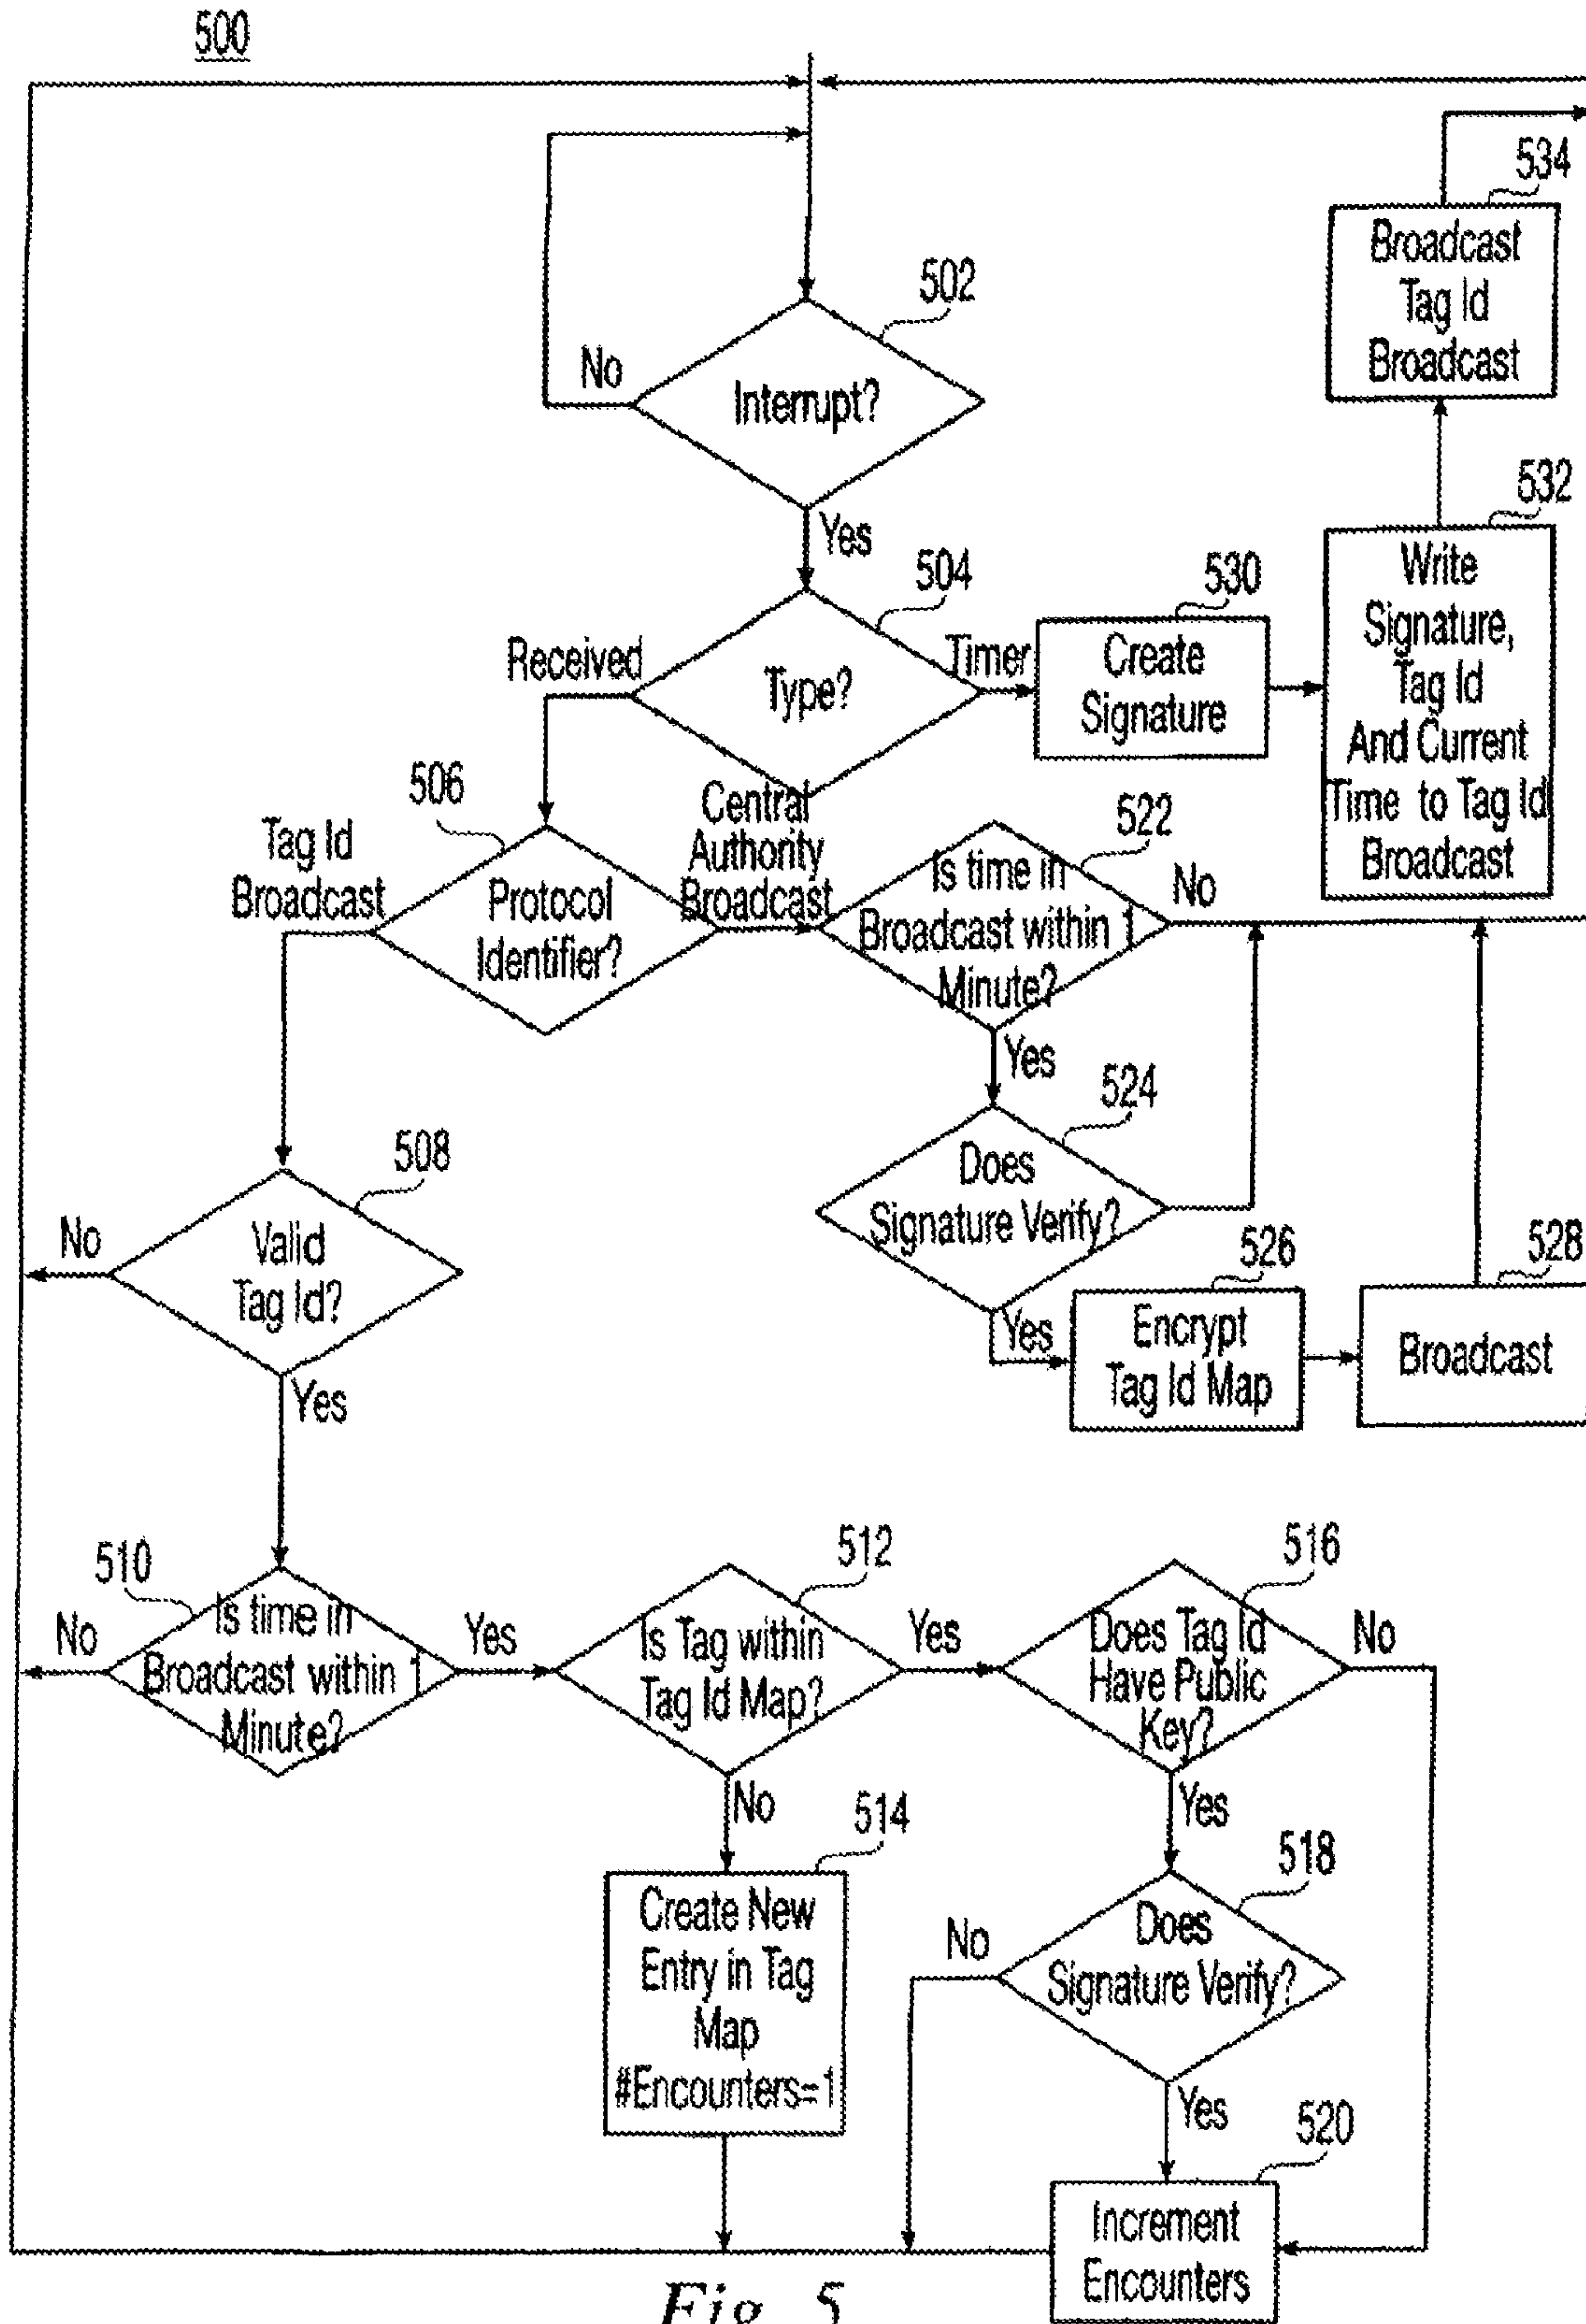 500
534
Broadcast
Tag Id
Broadcast
502
No
Interrupt?
Yes
532
Write
Signature,
Tag Id
And Current
Time to Tag Id
Broadcast
504
530
Received
Type?
Timer
Create
Signature
506
Tag Id
Broadcast
Protocol
Identifier?
Central
Authority
Broadcast
522
Is time in
Broadcast within 1
Minute?
No
Yes
524
Does
Signature Verify?
508
No
Valid
Tag Id?
Yes
Yes
526
Encrypt
Tag Id Map
528
Broadcast
510
No
Is time in
Broadcast within 1
Minute?
Yes
512
Is Tag within
Tag Id Map?
Yes
516
Does Tag Id
Have Public
Key?
No
No
514
Create New
Entry in Tag
Map
#Encounters=1
Yes
518
No
Does
Signature Verify?
Yes
520
Increment
Encounters
Fig. 5